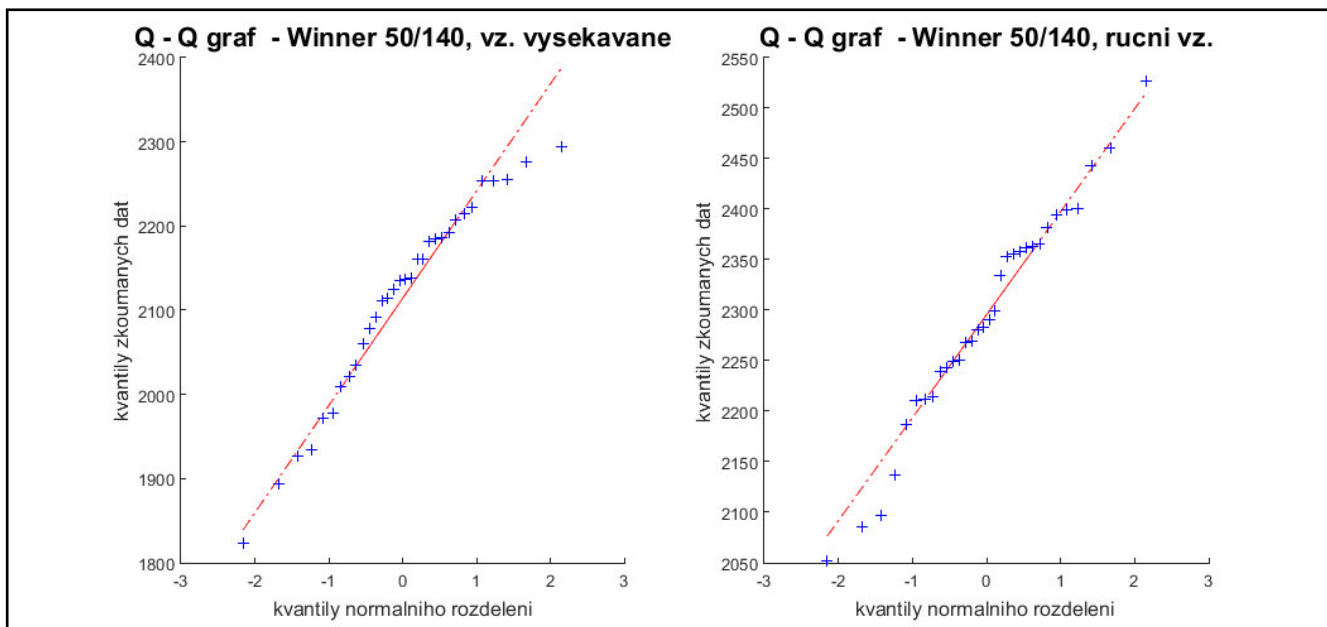 Q - Q graf - Winner 50/140, vz. vysekavane
2400
2300
2200
2100
2000
1900
1800
-3 -2 -1 0 1 2 3
kvantily zkoumanych dat
kvantily normalniho rozdeleni
Q - Q graf - Winner 50/140, rucni vz.
2550
2500
2450
2400
2350
2300
2250
2200
2150
2100
2050
-3 -2 -1 0 1 2 3
kvantily zkoumanych dat
kvantily normalniho rozdeleni